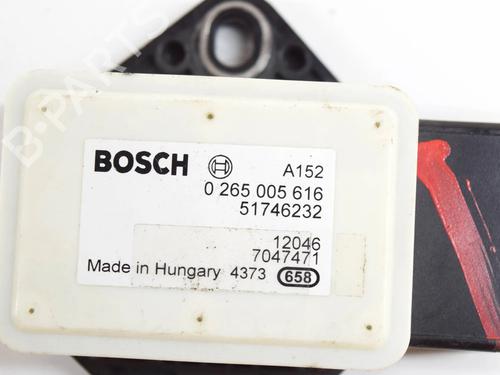 B-PARTS
BOSCH A152
0 265 005 616
51746232
12046
7047471
Made in Hungary 4373 658